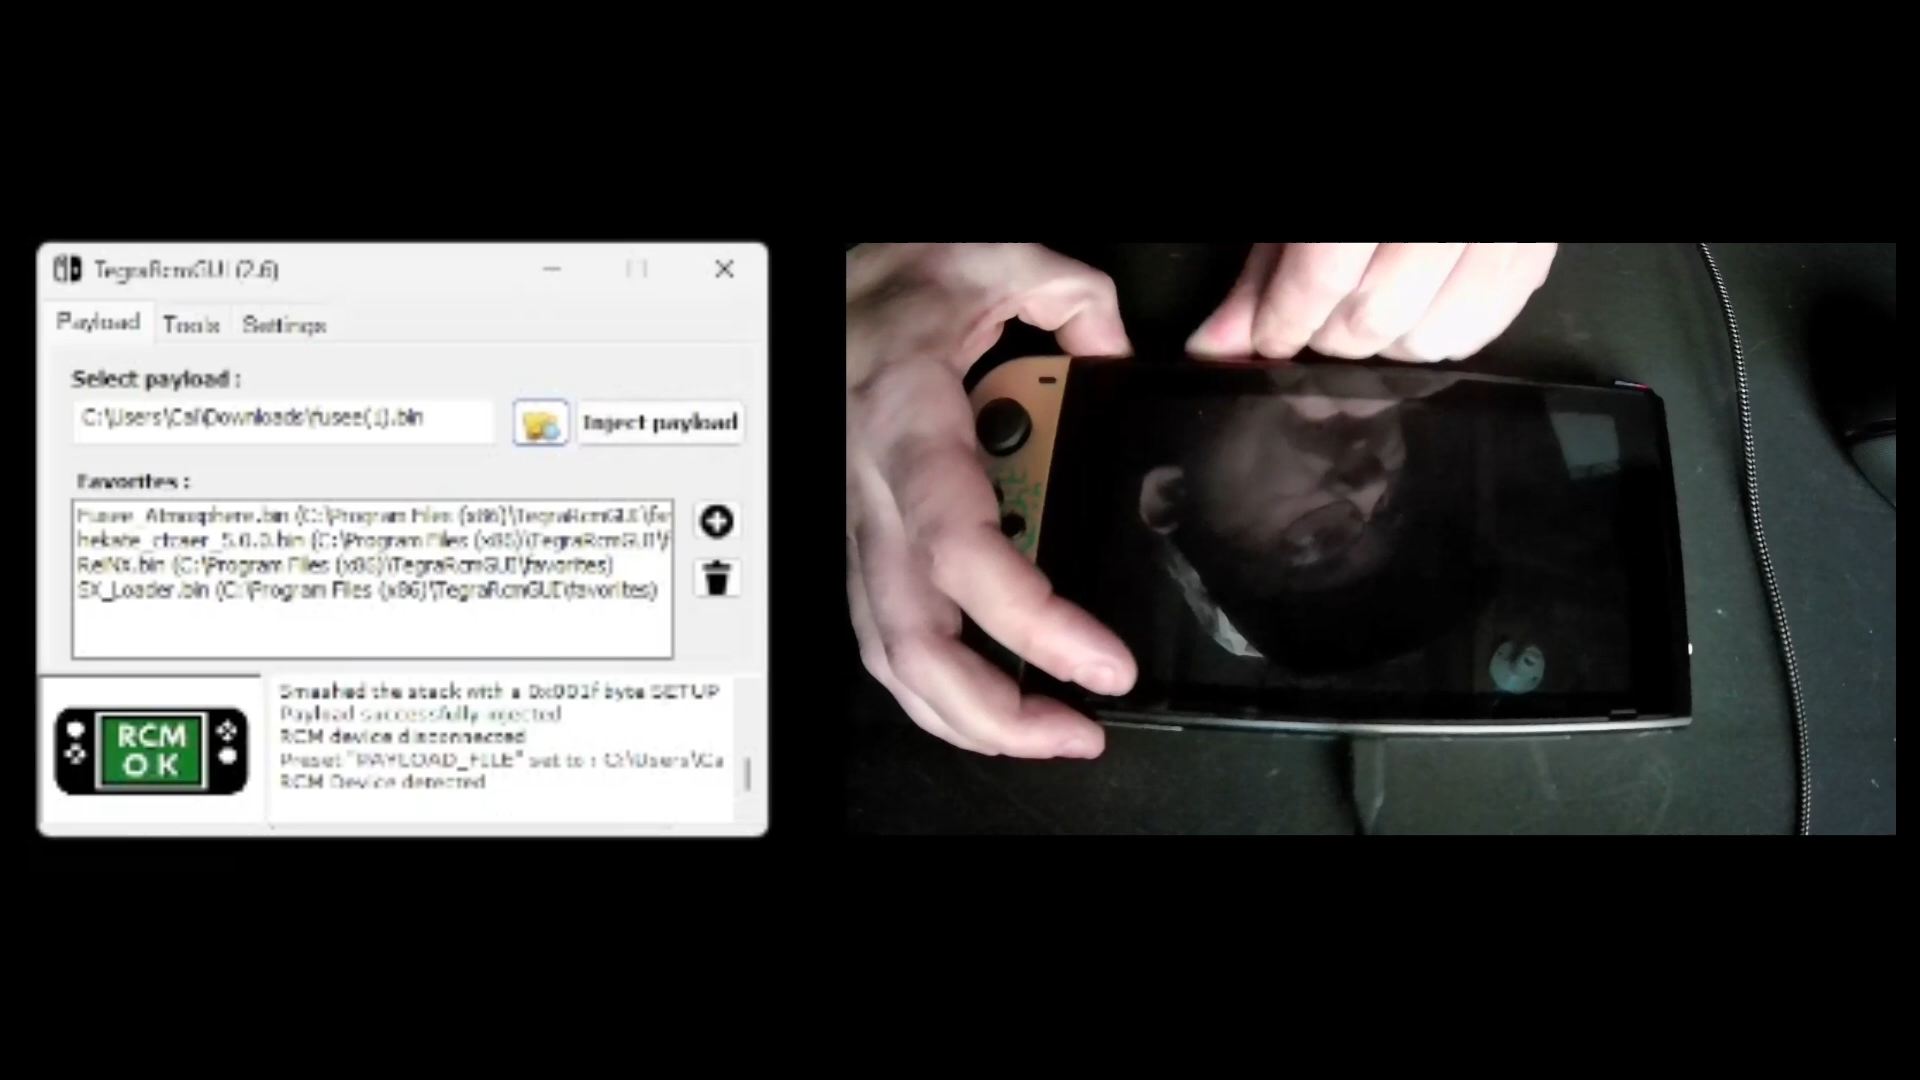 TegraRcmGUI (2.6)
Payload Tools Settings
Select payload :
C:\Users\Cal\Downloads\fusee(1).bin
Inject payload
Favorites :
Fusee_Atmosphere.bin (C:\Program Files (x86)\TegraRcmGUI\fav
hekate_ctcaer_5.0.0.bin (C:\Program Files (x86)\TegraRcmGUI\f
ReiNX.bin (C:\Program Files (x86)\TegraRcmGUI\favorites)
SX_Loader.bin (C:\Program Files (x86)\TegraRcmGUI\favorites)
RCM
OK
Smashed the stack with a 0x001f byte SETUP
Payload successfully injected
RCM device disconnected
Preset "PAYLOAD_FILE" set to : C:\Users\Ca
RCM Device detected